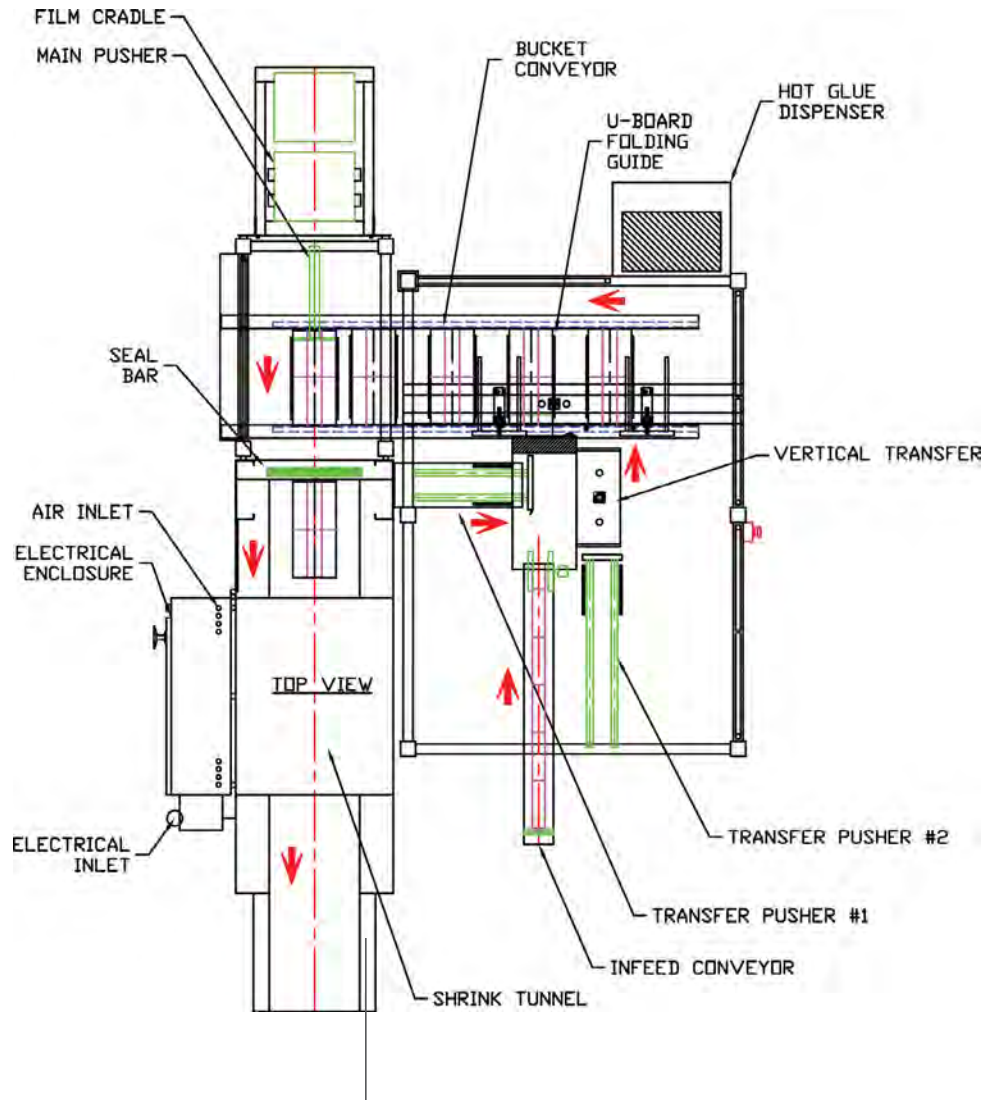 FILM CRADLE
MAIN PUSHER
BUCKET
CONVEYOR
HOT GLUE
DISPENSER
U-BOARD
FOLDING
GUIDE
SEAL
BAR
VERTICAL TRANSFER
AIR INLET
ELECTRICAL
ENCLOSURE
TOP VIEW
ELECTRICAL
INLET
TRANSFER PUSHER #2
TRANSFER PUSHER #1
INFEED CONVEYOR
SHRINK TUNNEL